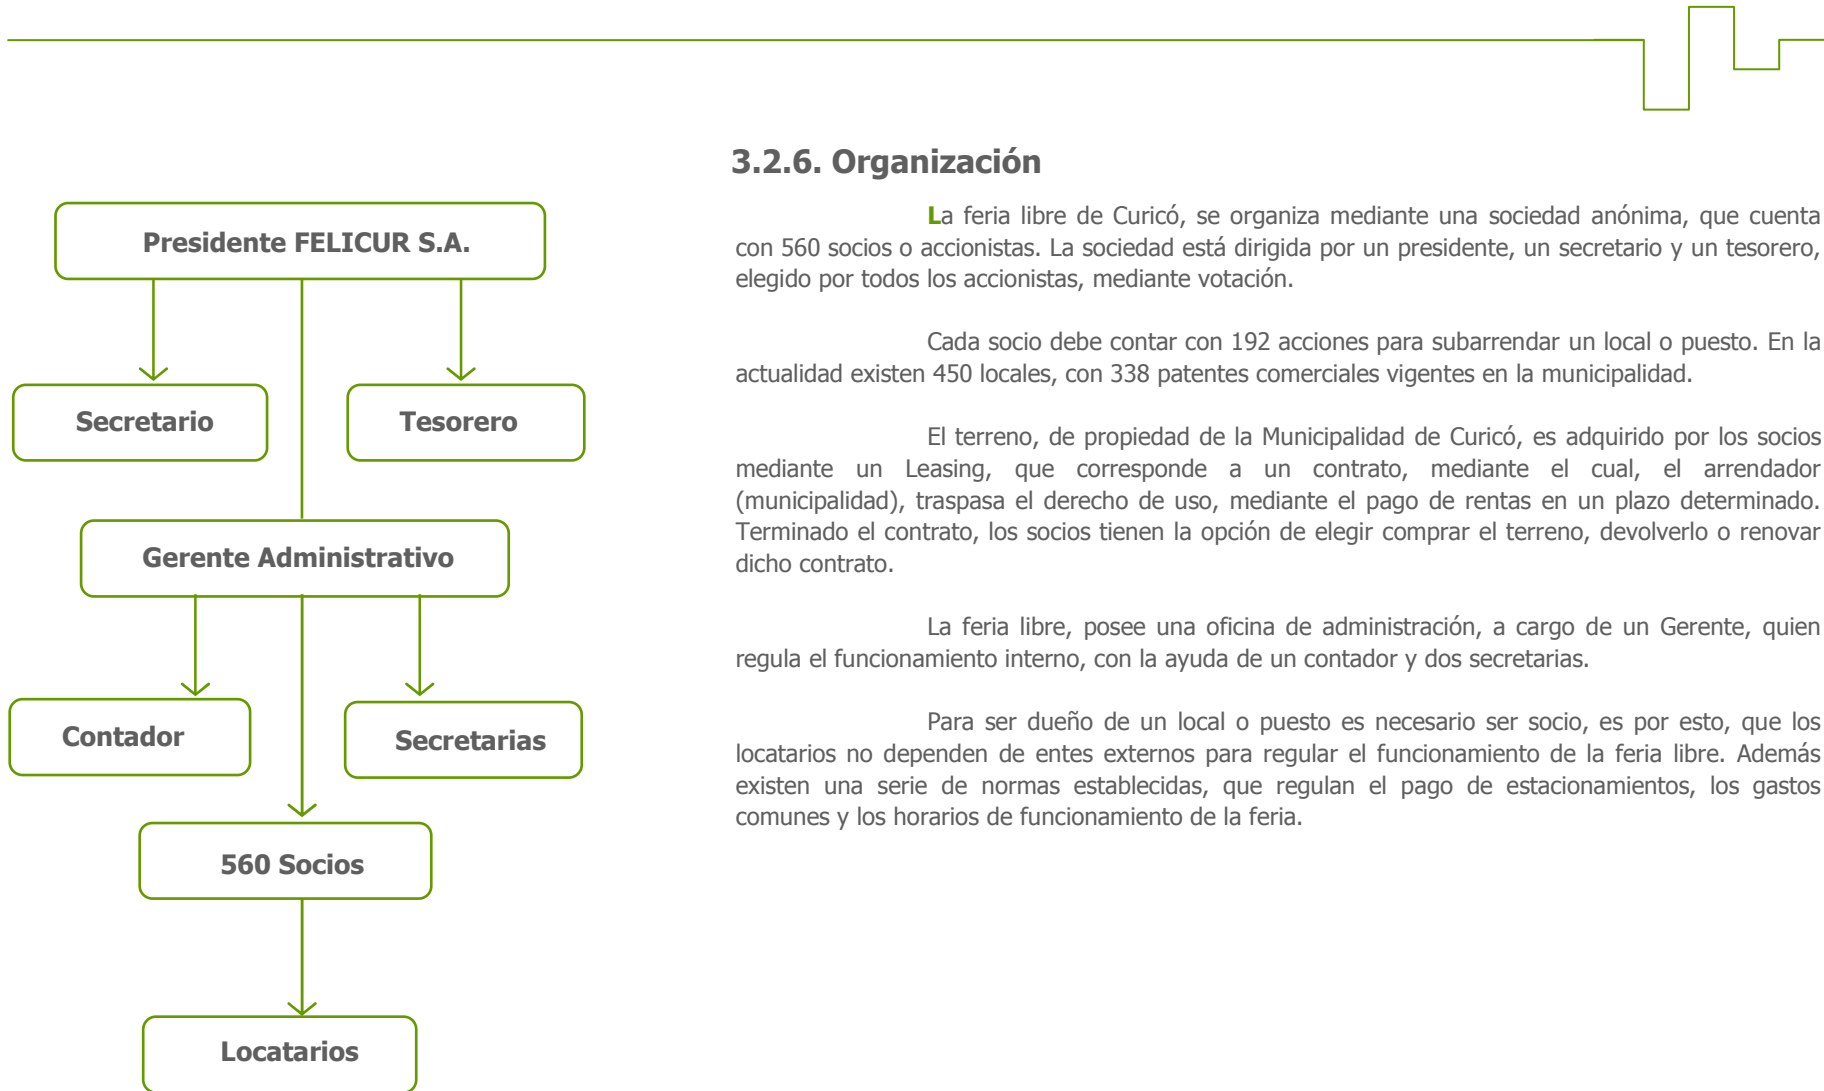 Presidente FELICUR S.A.
Secretario
Tesorero
Gerente Administrativo
Contador
Secretarias
560 Socios
Locatarios
3.2.6. Organización
La feria libre de Curicó, se organiza mediante una sociedad anónima, que cuenta
con 560 socios o accionistas. La sociedad está dirigida por un presidente, un secretario y un tesorero,
elegido por todos los accionistas, mediante votación.
Cada socio debe contar con 192 acciones para subarrendar un local o puesto. En la
actualidad existen 450 locales, con 338 patentes comerciales vigentes en la municipalidad.
El terreno, de propiedad de la Municipalidad de Curicó, es adquirido por los socios
mediante un Leasing, que corresponde a un contrato, mediante el cual, el arrendador
(municipalidad), traspasa el derecho de uso, mediante el pago de rentas en un plazo determinado.
Terminado el contrato, los socios tienen la opción de elegir comprar el terreno, devolverlo o renovar
dicho contrato.
La feria libre, posee una oficina de administración, a cargo de un Gerente, quien
regula el funcionamiento interno, con la ayuda de un contador y dos secretarias.
Para ser dueño de un local o puesto es necesario ser socio, es por esto, que los
locatarios no dependen de entes externos para regular el funcionamiento de la feria libre. Además
existen una serie de normas establecidas, que regulan el pago de estacionamientos, los gastos
comunes y los horarios de funcionamiento de la feria.